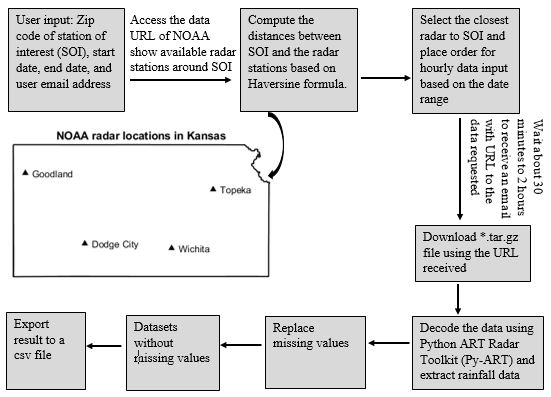 User input: Zip
code of station of
interest (SOI), start
date, end date, and
user email address
Access the data
URL of NOAA
show available radar
stations around SOI
Compute the
distances between
SOI and the radar
stations based on
Haversine formula.
Select the closest
radar to SOI and
place order for
hourly data input
based on the date
range
NOAA radar locations in Kansas
Goodland
Topeka
Dodge City
Wichita
Wait about 30
minutes to 2 hours
to receive an email
with URL to the
data requested
Download *.tar.gz
file using the URL
received
Decode the data using
Python ART Radar
Toolkit (Py-ART) and
extract rainfall data
Replace
missing values
Datasets
without
missing values
Export
result to a
csv file